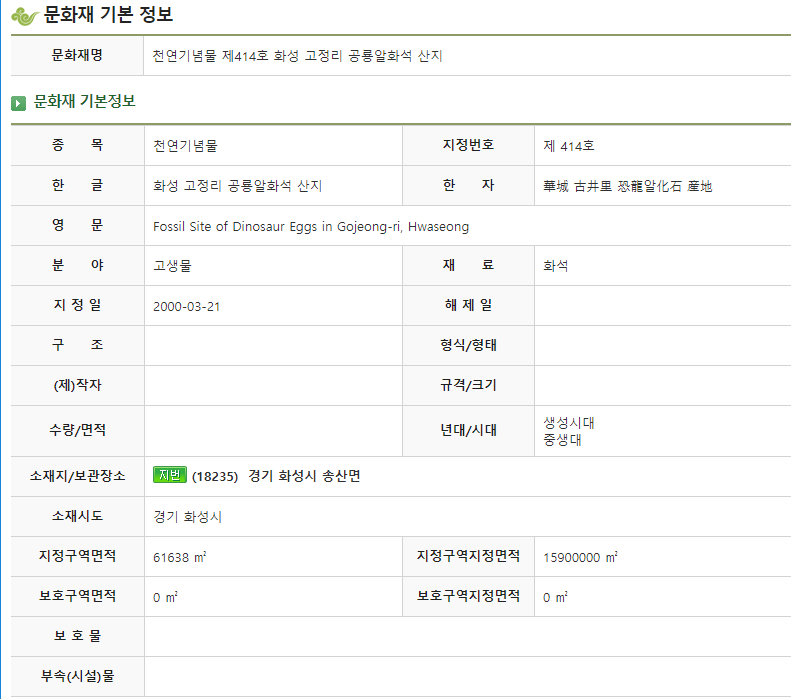 문화재 기본 정보
문화재명 천연기념물 제414호 화성 고정리 공룡알화석 산지
문화재 기본정보
종 목 천연기념물 지정번호 제 414호
한 글 화성 고정리 공룡알화석 산지 한 자 華城 古井里 恐龍알化石 産地
영 문 Fossil Site of Dinosaur Eggs in Gojeong-ri, Hwaseong
분 야 고생물 재 료 화석
지 정 일 2000-03-21 해 제 일
구 조 형식/형태
(제)작자 규격/크기
수량/면적 년대/시대 생성시대
중생대
소재지/보관장소 지번 (18235) 경기 화성시 송산면
소재시도 경기 화성시
지정구역면적 61638 ㎡ 지정구역지정면적 15900000 ㎡
보호구역면적 0 ㎡ 보호구역지정면적 0 ㎡
보 호 물
부속(시설)물